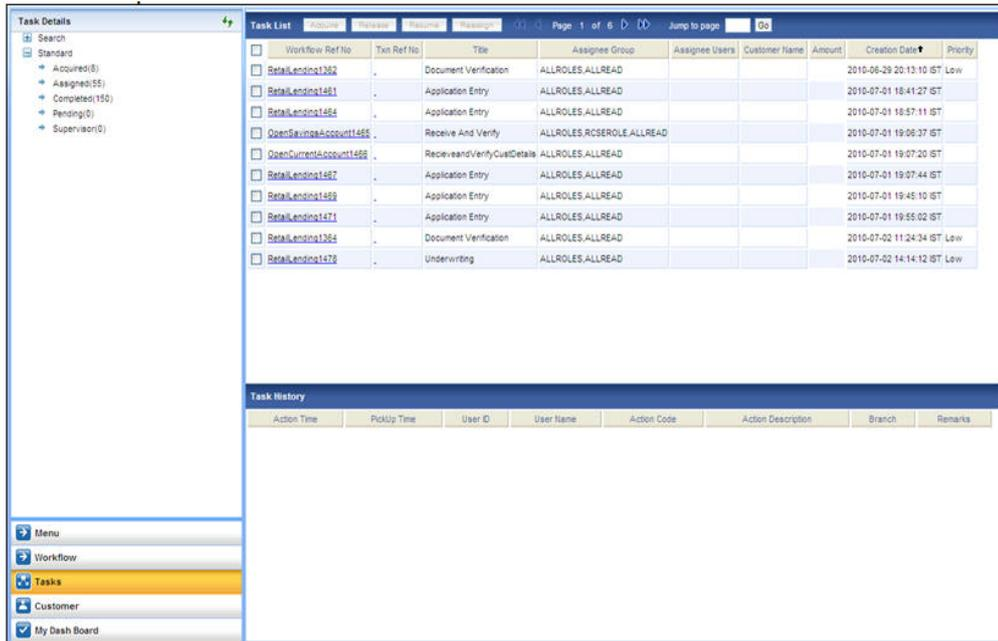 Task Details
Search
Standard
Acquired(8)
Assigned(55)
Completed(150)
Pending(0)
Supervisor(0)
Task List Acquire Release Resume Reassign Page 1 of 6 Jump to page Go
Workflow Ref No Txn Ref No Title Assignee Group Assignee Users Customer Name Amount Creation Date Priority
RetailLending1362 Document Verification ALLROLES,ALLREAD 2010-06-29 20:13:10 IST Low
RetailLending1461 Application Entry ALLROLES,ALLREAD 2010-07-01 18:41:27 IST
RetailLending1464 Application Entry ALLROLES,ALLREAD 2010-07-01 18:57:11 IST
OpenSavingsAccount1465 Receive And Verify ALLROLES,RCSEROLE,ALLREAD 2010-07-01 19:06:37 IST
OpenCurrentAccount1466 RecieveandVerifyCustDetails ALLROLES,ALLREAD 2010-07-01 19:07:20 IST
RetailLending1467 Application Entry ALLROLES,ALLREAD 2010-07-01 19:07:44 IST
RetailLending1469 Application Entry ALLROLES,ALLREAD 2010-07-01 19:45:10 IST
RetailLending1471 Application Entry ALLROLES,ALLREAD 2010-07-01 19:55:02 IST
RetailLending1364 Document Verification ALLROLES,ALLREAD 2010-07-02 11:24:34 IST Low
RetailLending1476 Underwriting ALLROLES,ALLREAD 2010-07-02 14:14:12 IST Low
Task History
Action Time PickUp Time User ID User Name Action Code Action Description Branch Remarks
Menu
Workflow
Tasks
Customer
My Dash Board